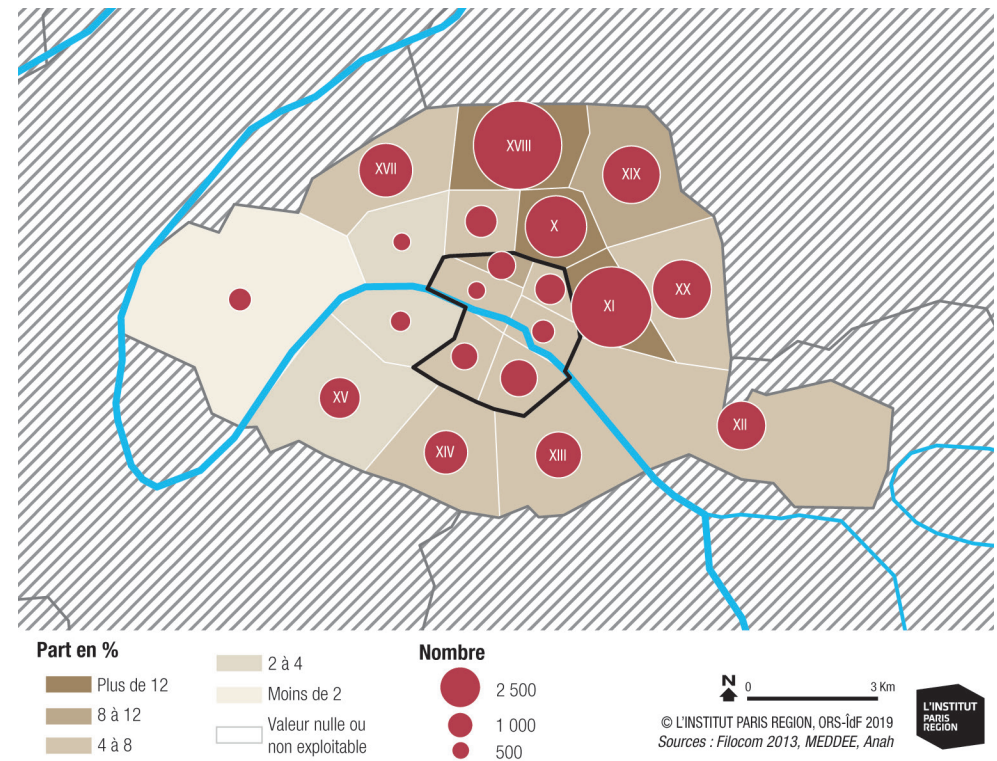 XVIII
XVII
XIX
X
XI
XX
XV
XII
XIV
XIII
Part en %
Plus de 12
8 à 12
4 à 8
2 à 4
Moins de 2
Valeur nulle ou
non exploitable
Nombre
2 500
1 000
500
N
0
3 Km
© L'INSTITUT PARIS REGION, ORS-ÎdF 2019
Sources : Filocom 2013, MEDDEE, Anah
L'INSTITUT
PARIS
REGION